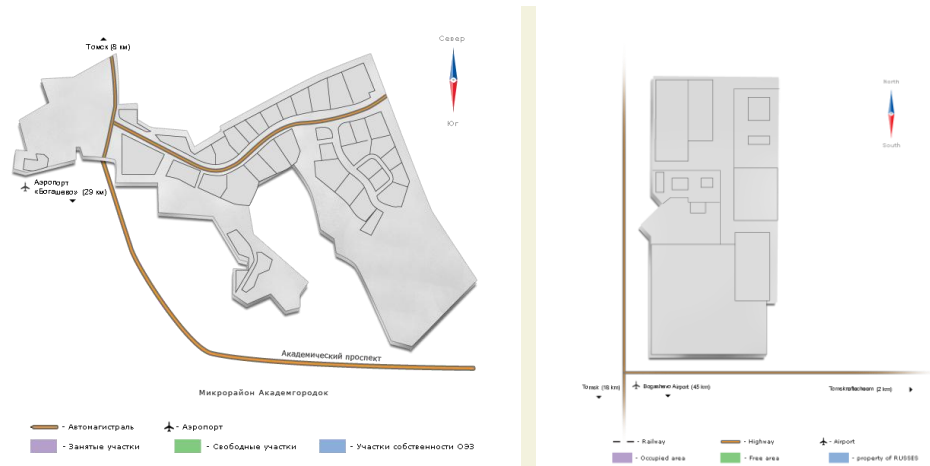 Томск (8 км)
Север
Юг
Аэропорт
«Богашево» (29 км)
Академический проспект
Микрорайон Академгородок
- Автомагистраль
- Аэропорт
- Занятые участки
- Свободные участки
- Участки собственности ОЭЗ
North
South
Tomsk (18 km)
Bogashevo Airport (45 km)
Tomskneftechem (2 km)
- Railway
- Highway
- Airport
- Occupied area
- Free area
- property of RUSSES